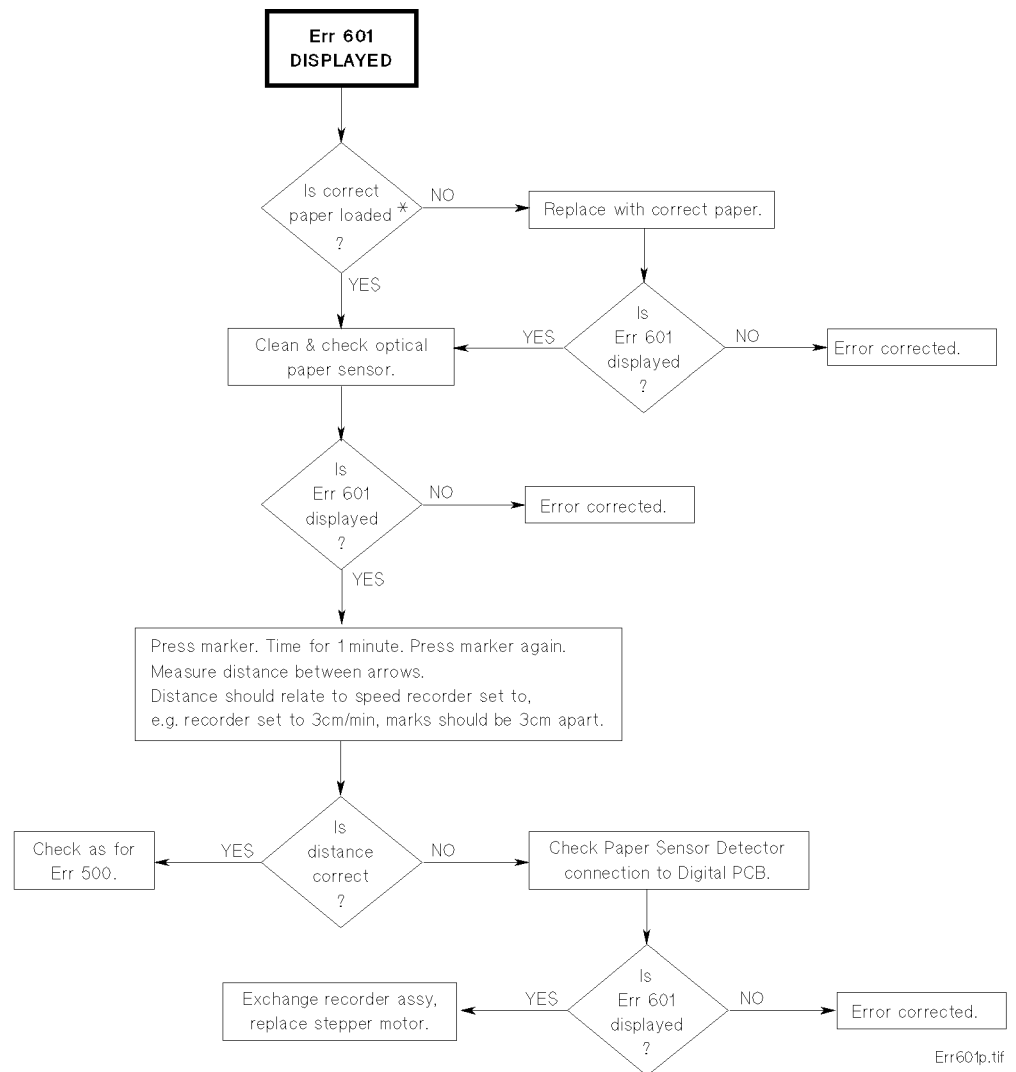 Err 601
DISPLAYED
Is correct
paper loaded *
?
NO
Replace with correct paper.
YES
Is
Err 601
displayed
?
YES
NO
Error corrected.
Clean & check optical
paper sensor.
Is
Err 601
displayed
?
NO
Error corrected.
YES
Press marker. Time for 1 minute. Press marker again.
Measure distance between arrows.
Distance should relate to speed recorder set to,
e.g. recorder set to 3cm/min, marks should be 3cm apart.
Is
distance
correct
?
YES
Check as for
Err 500.
NO
Check Paper Sensor Detector
connection to Digital PCB.
Is
Err 601
displayed
?
YES
Exchange recorder assy,
replace stepper motor.
NO
Error corrected.
Err601p.tif